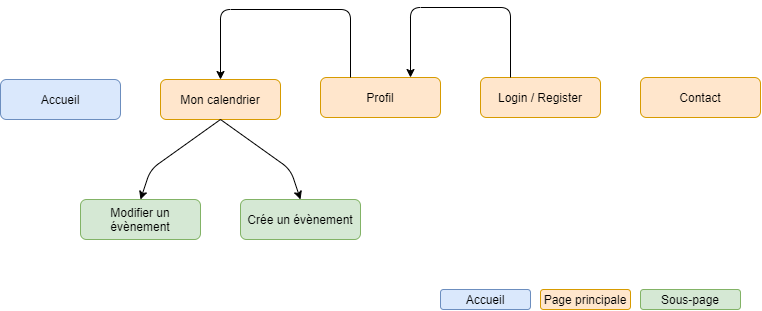 Accueil
Mon calendrier
Profil
Login / Register
Contact
Modifier un
évènement
Crée un évènement
Accueil
Page principale
Sous-page